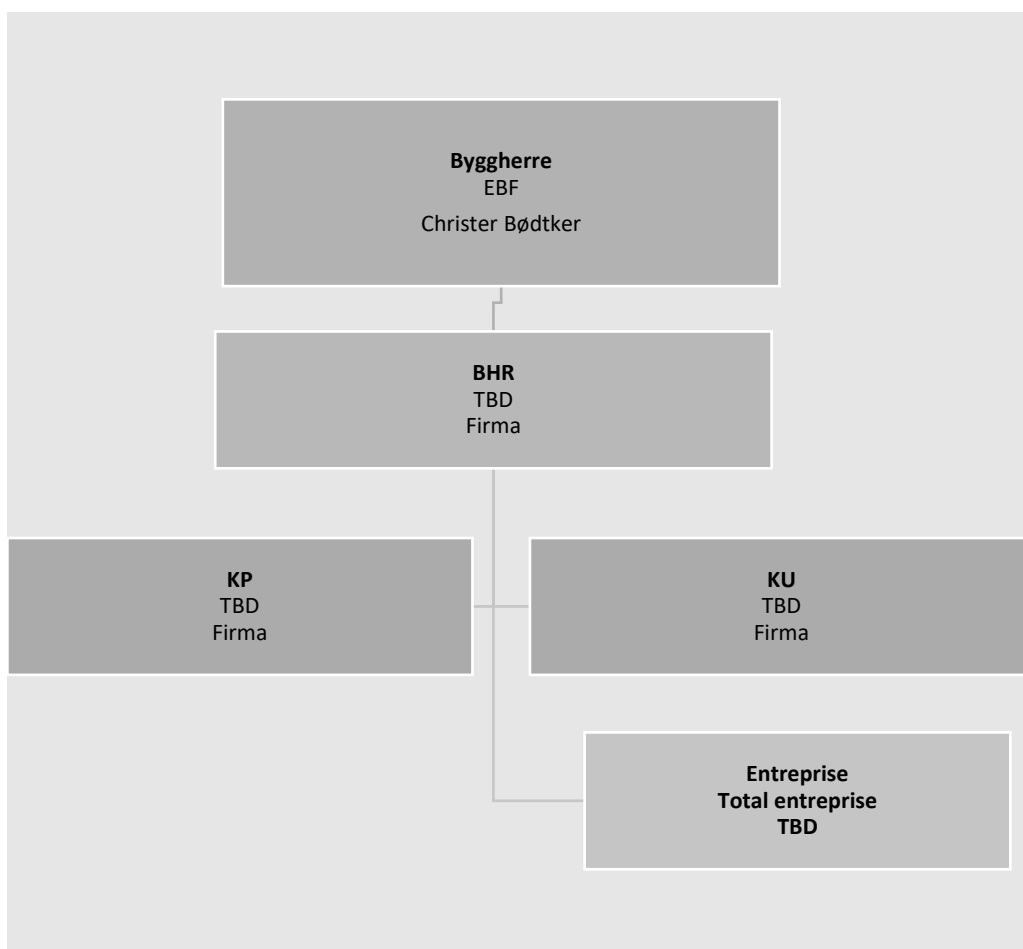 Byggherre
EBF
Christer Bødtker
BHR
TBD
Firma
KP
TBD
Firma
KU
TBD
Firma
Entreprise
Total entreprise
TBD